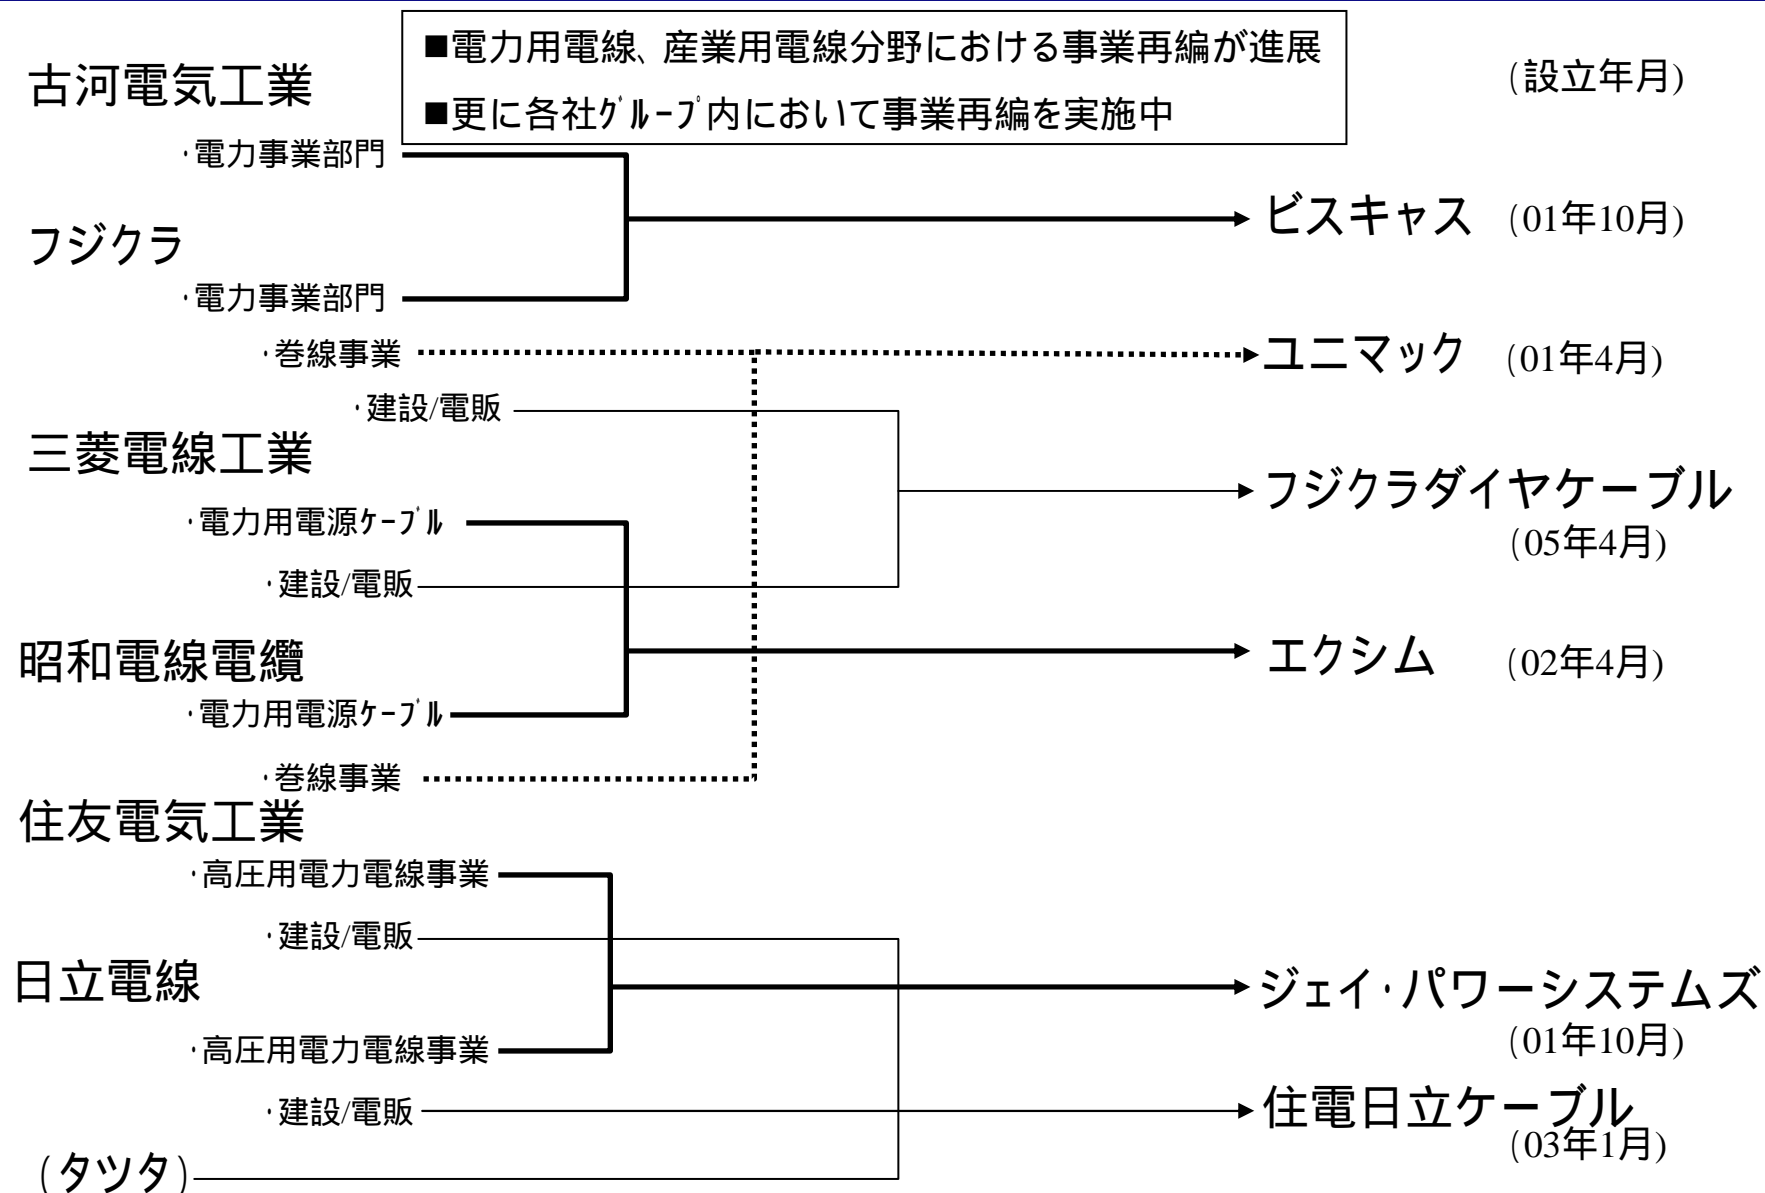 ■電力用電線、産業用電線分野における事業再編が進展
■更に各社ｸﾞﾙｰﾌﾟ内において事業再編を実施中
(設立年月)
古河電気工業
・電力事業部門
ビスキャス (01年10月)
フジクラ
・電力事業部門
・巻線事業
ユニマック (01年4月)
・建設/電販
三菱電線工業
フジクラダイヤケーブル
(05年4月)
・電力用電源ｹｰﾌﾞﾙ
・建設/電販
昭和電線電纜
エクシム (02年4月)
・電力用電源ｹｰﾌﾞﾙ
・巻線事業
住友電気工業
・高圧用電力電線事業
・建設/電販
日立電線
ジェイ・パワーシステムズ
(01年10月)
・高圧用電力電線事業
・建設/電販
住電日立ケーブル
(03年1月)
(タツタ)